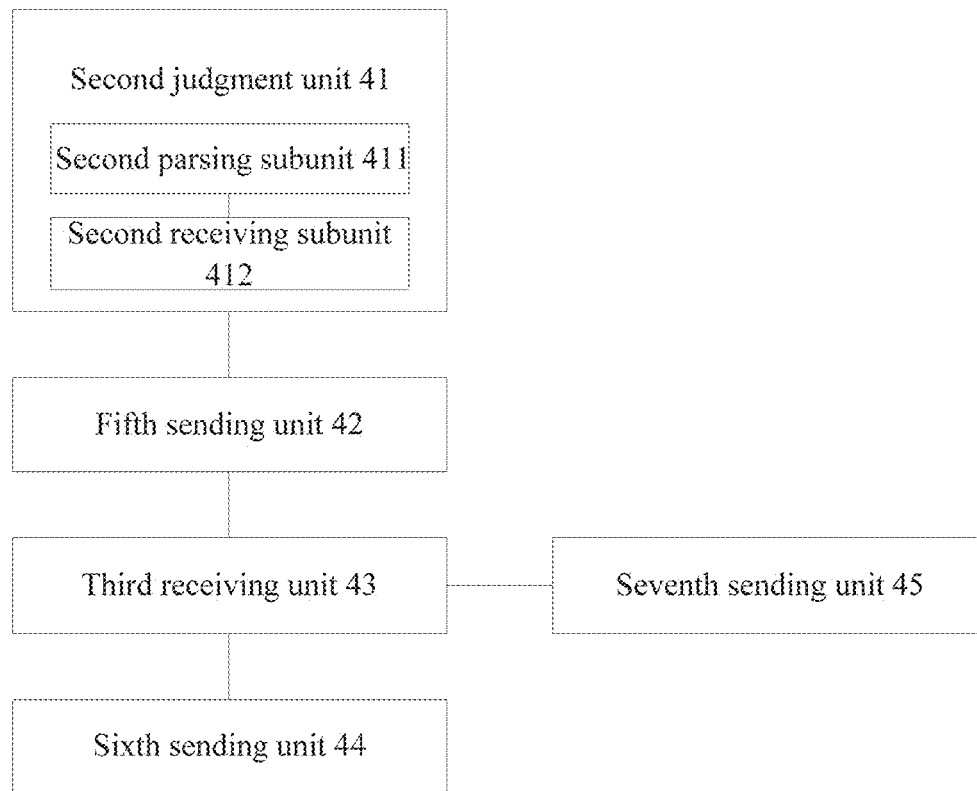 Second judgment unit 41
Second parsing subunit 411
Second receiving subunit
412
Fifth sending unit 42
Third receiving unit 43
Seventh sending unit 45
Sixth sending unit 44